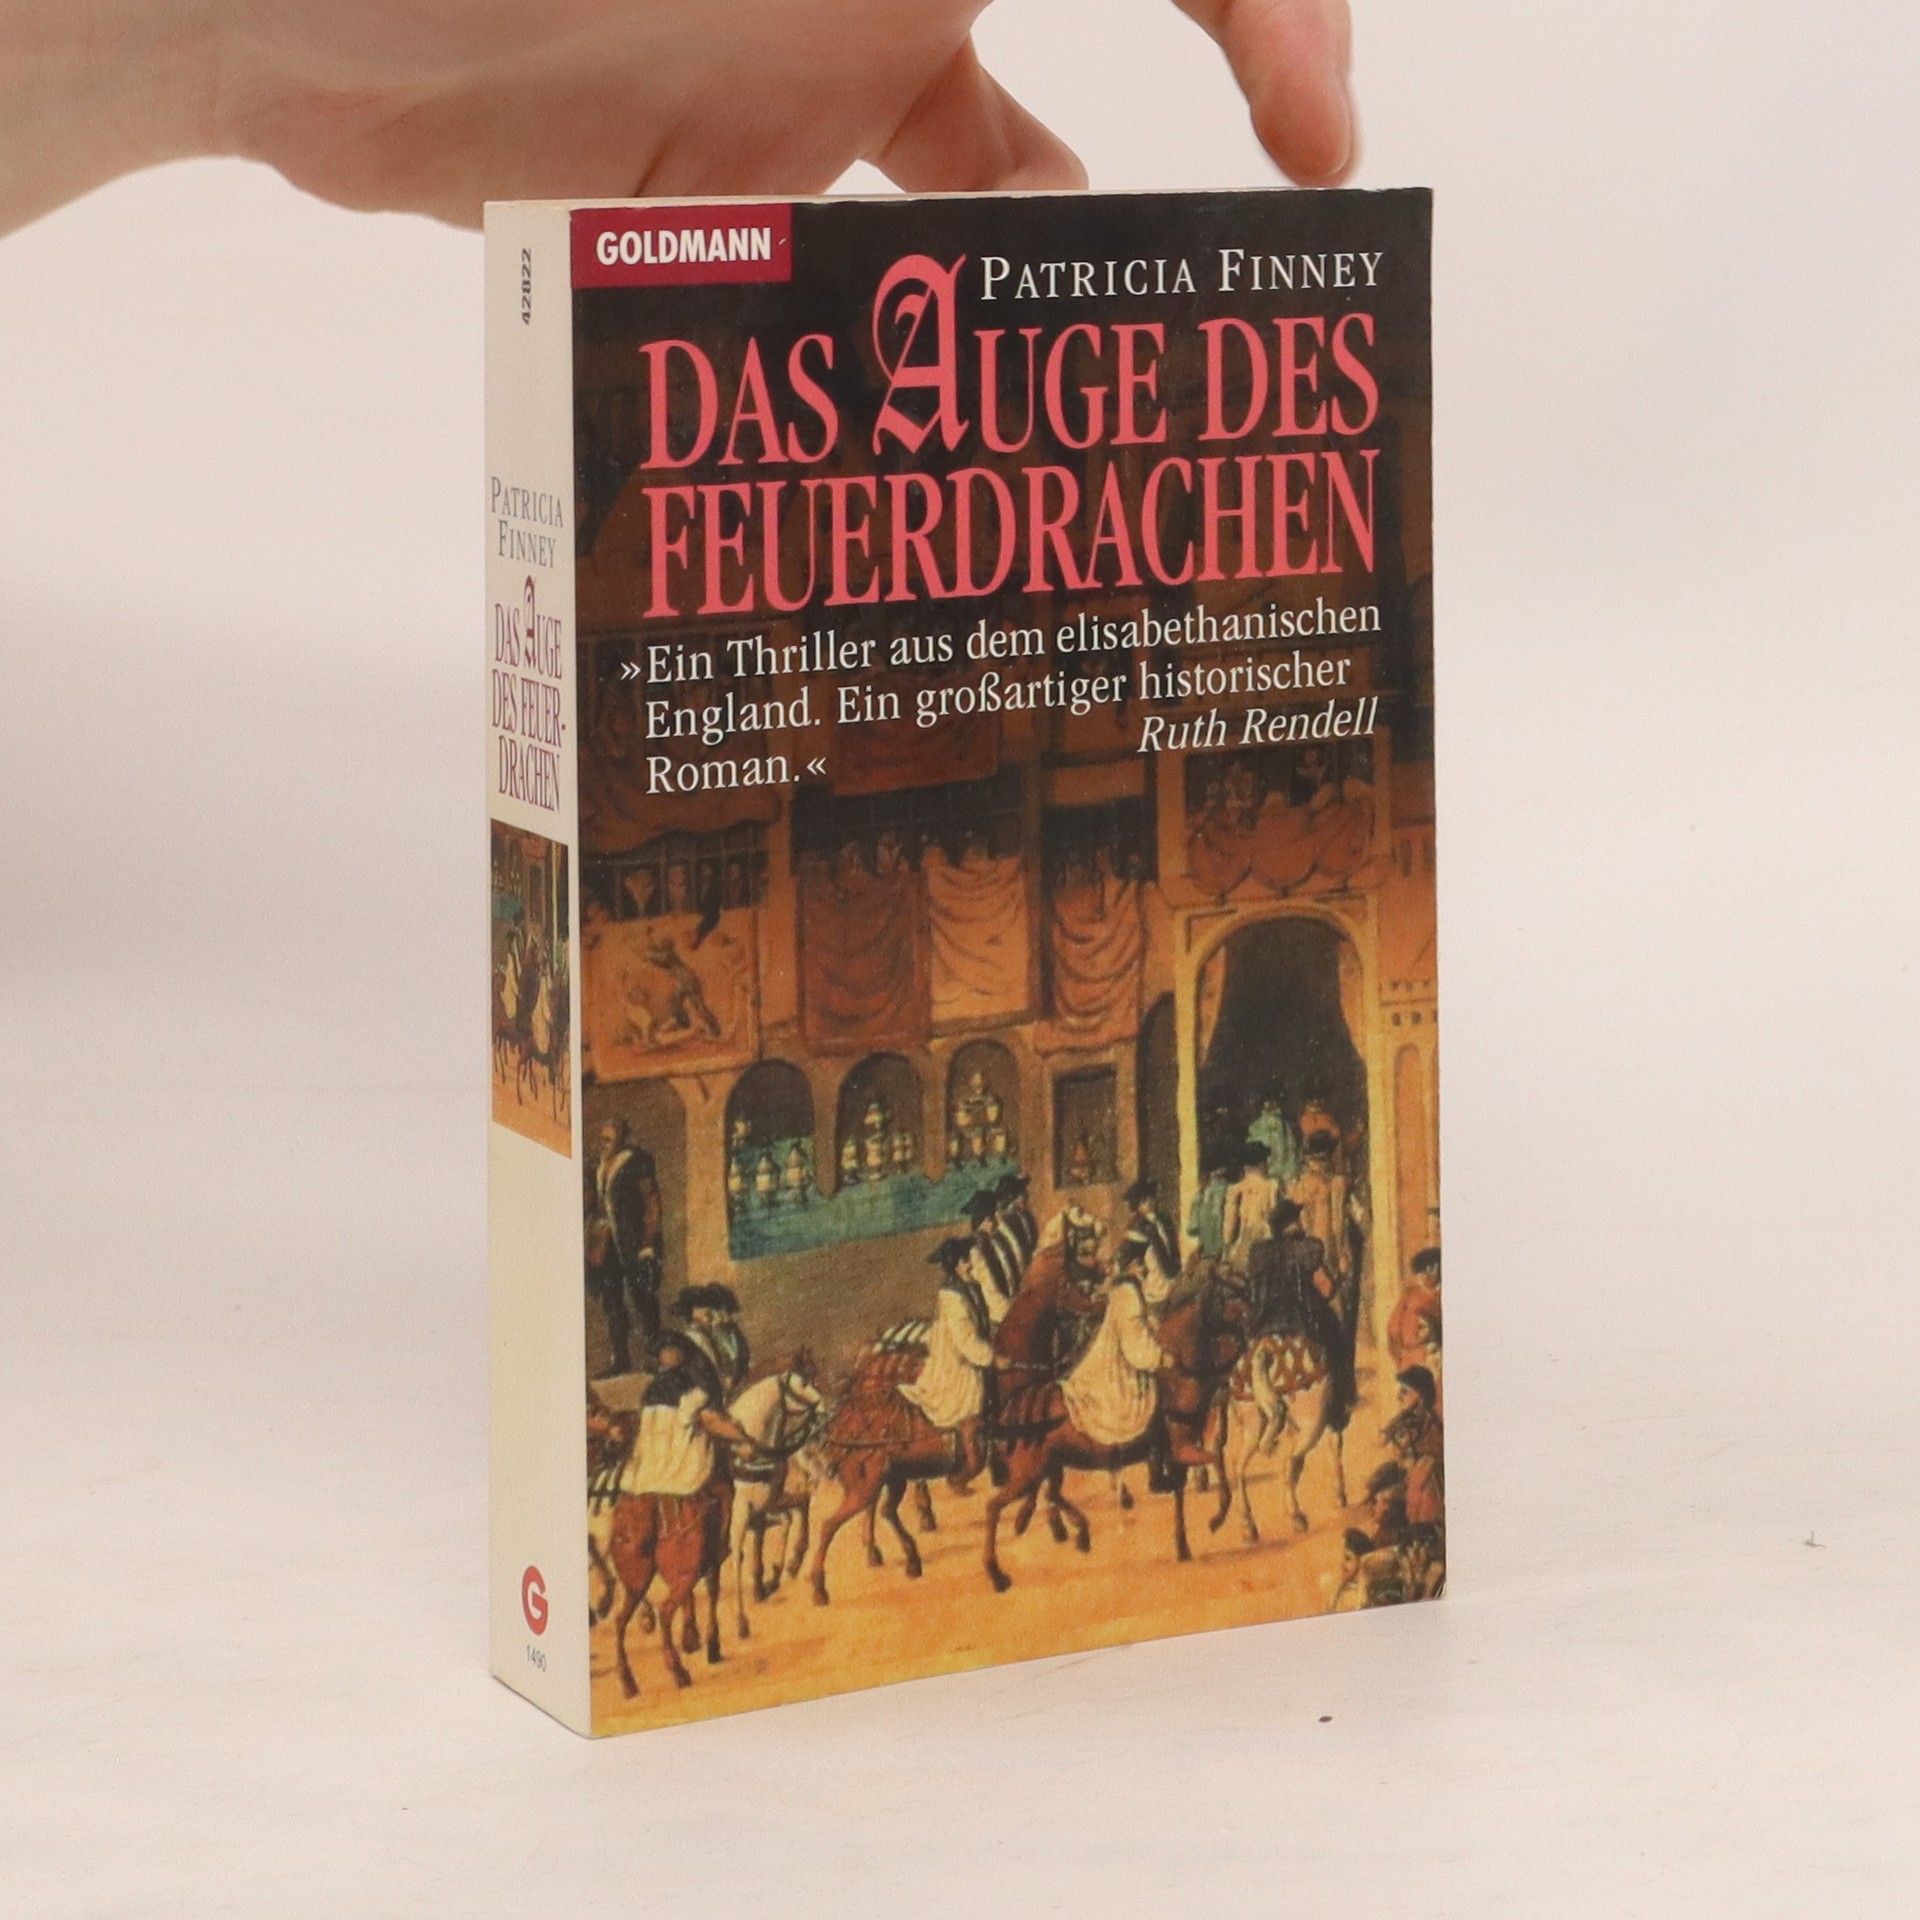 GOLDMANN
PATRICIA FINNEY
DAS AUGE DES
FEUERDRACHEN
»Ein Thriller aus dem elisabethanischen
England. Ein großartiger historischer
Roman.«
Ruth Rendell
42822
PATRICIA
FINNEY
DAS AUGE
DES FEUER-
DRACHEN
G
1490